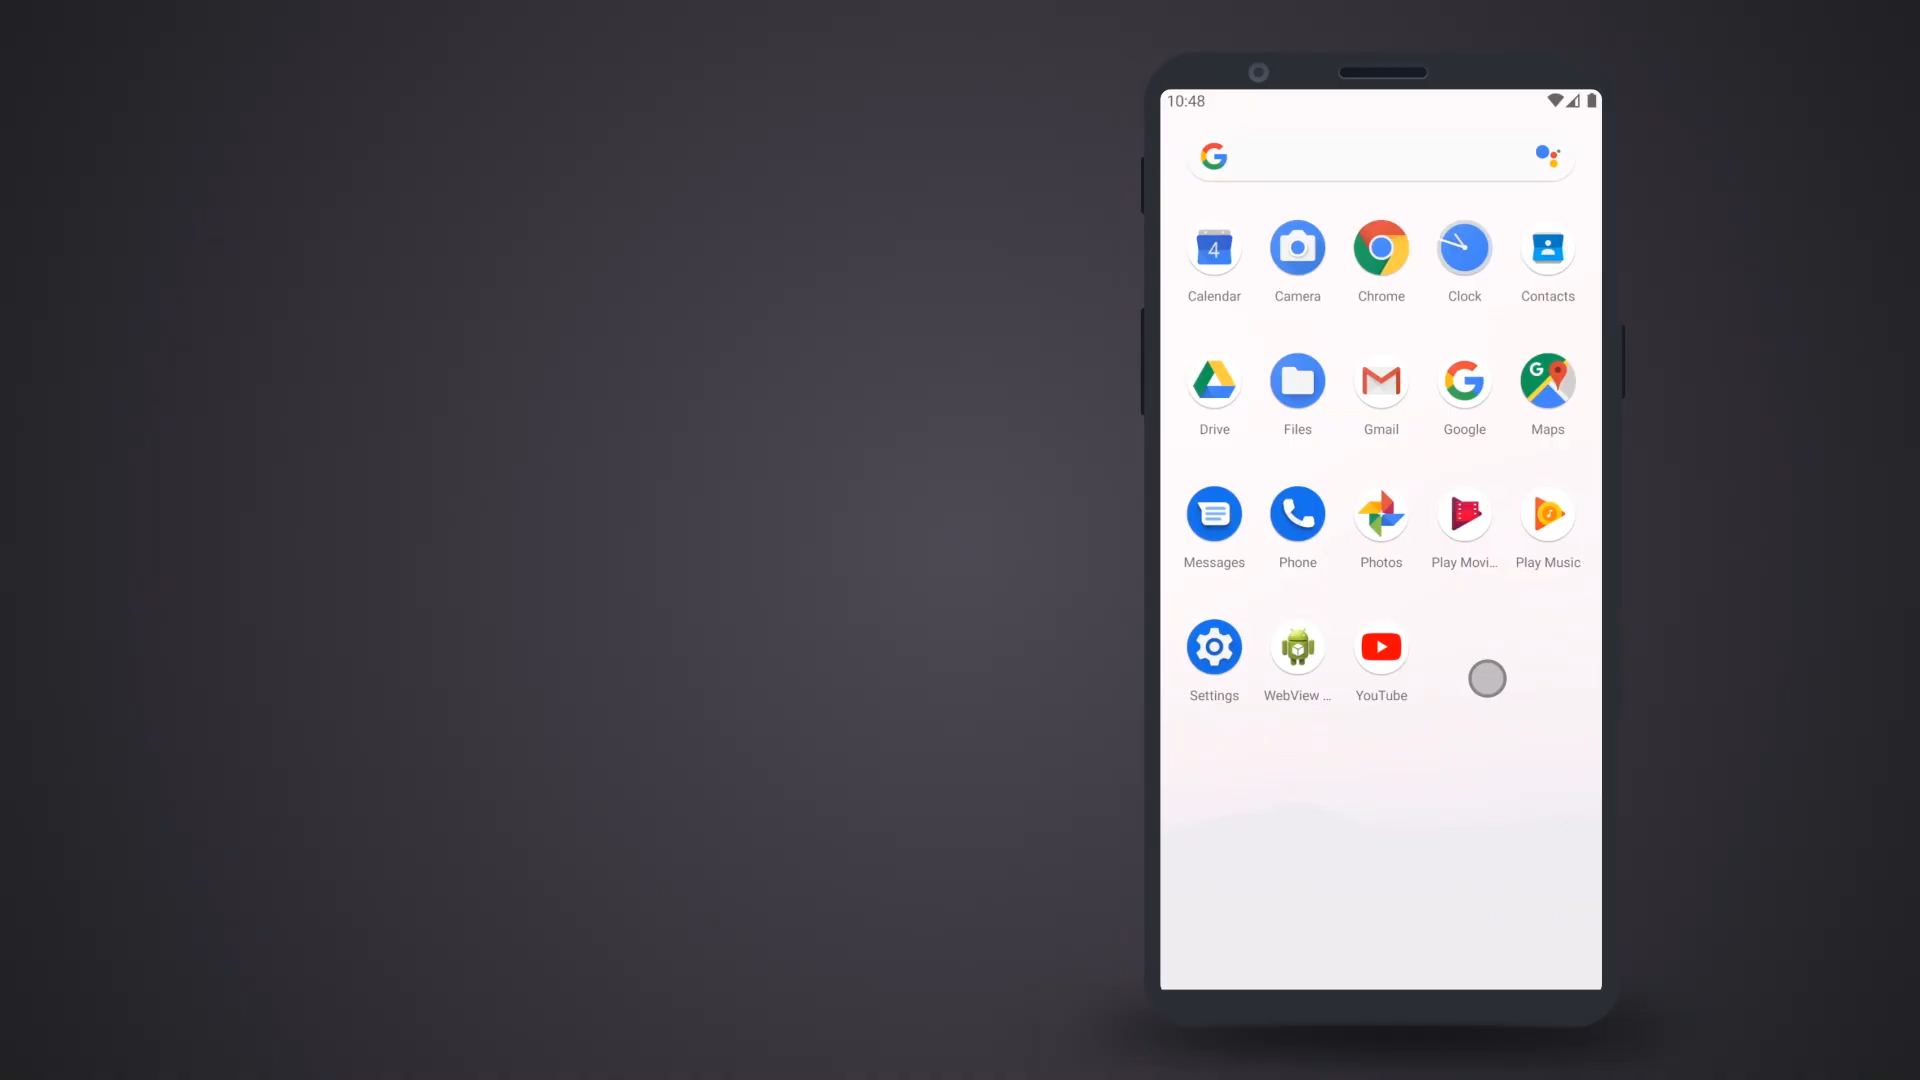 10:48
4
Calendar Camera Chrome Clock Contacts
Drive Files Gmail Google Maps
Messages Phone Photos Play Movi... Play Music
Settings WebView ... YouTube